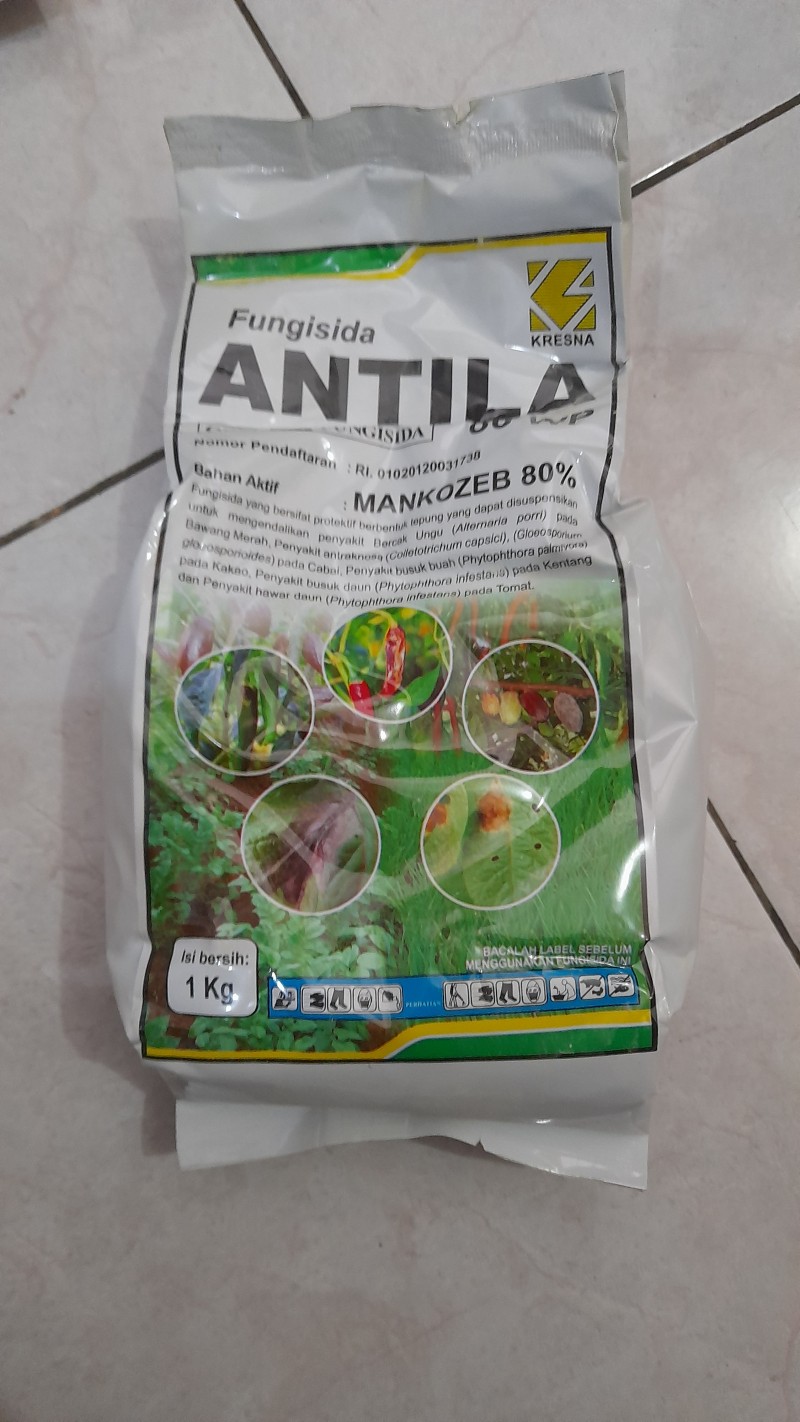 KRESNA
Fungisida
ANTILA
WP
FUNGISIDA
Nomor Pendaftaran : RI. 01020120031738
Bahan Aktif : MANKOZEB 80%
Fungisida yang bersifat protektif berbentuk tepung yang dapat disuspensikan
untuk mengendalikan penyakit Bercak Ungu (Alternaria porri) pada
Bawang Merah, Penyakit antraknosa (Colletotrichum capsici), (Gloeosporium
gloeosporioides) pada Cabai, Penyakit busuk buah (Phytophthora palmivora)
pada Kakao, Penyakit busuk daun (Phytophthora infestans) pada Kentang
dan Penyakit hawar daun (Phytophthora infestans) pada Tomat.
Isi bersih:
1 Kg
BACALAH LABEL SEBELUM
MENGGUNAKAN FUNGISIDA INI